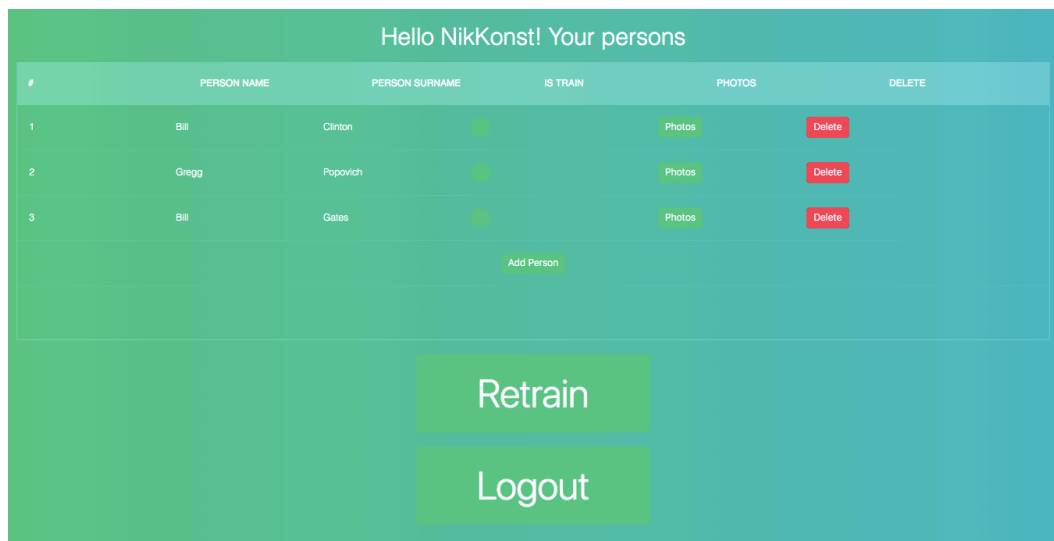 Hello NikKonst! Your persons
# PERSON NAME PERSON SURNAME IS TRAIN PHOTOS DELETE
1 Bill Clinton Photos Delete
2 Gregg Popovich Photos Delete
3 Bill Gates Photos Delete
Add Person
Retrain
Logout